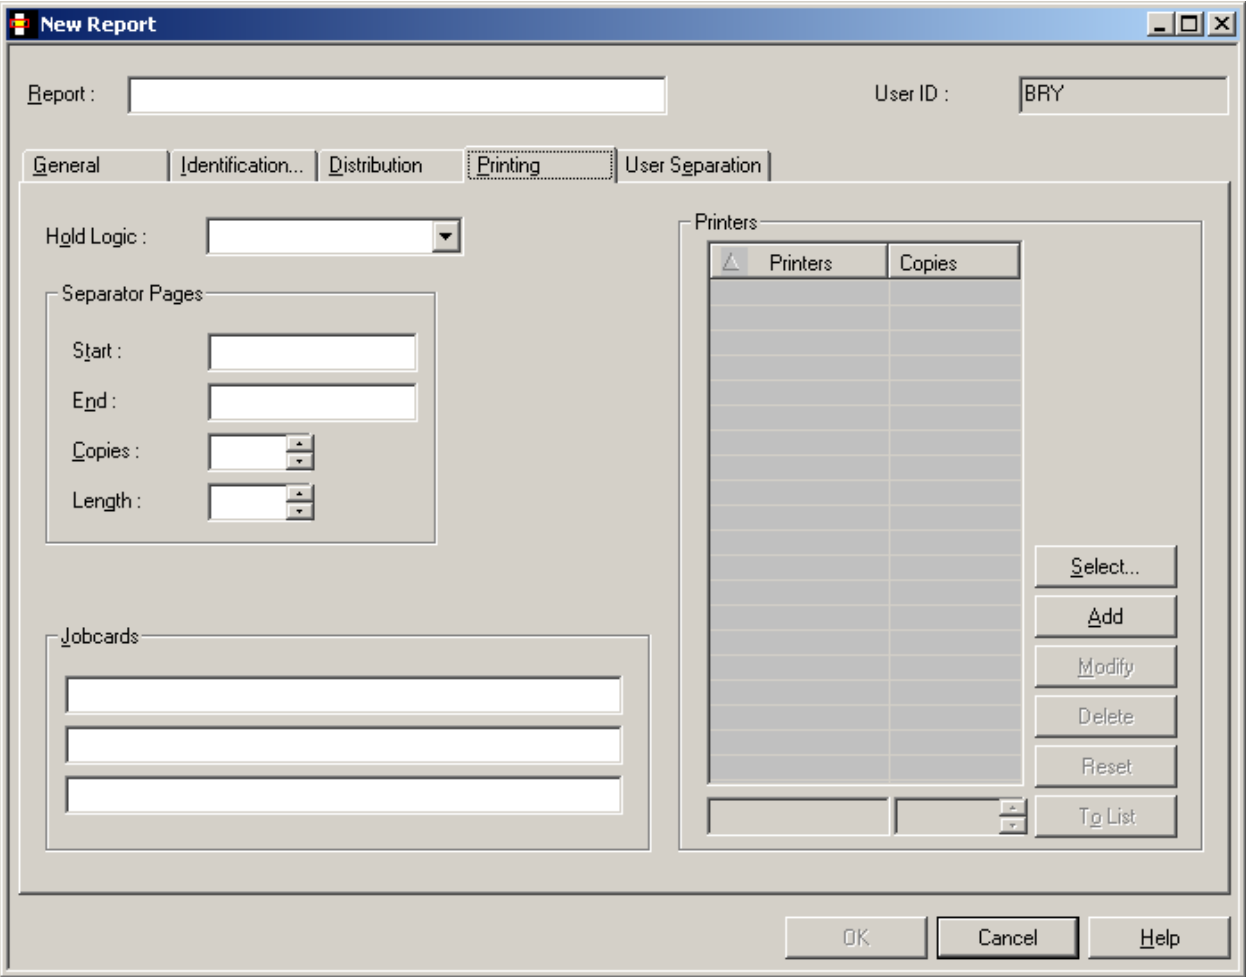 New Report
Report : User ID : BRY
General Identification... Distribution Printing User Separation
Hold Logic :
Separator Pages
Start :
End :
Copies :
Length :
Jobcards
Printers
Printers Copies
Select...
Add
Modify
Delete
Reset
To List
OK Cancel Help